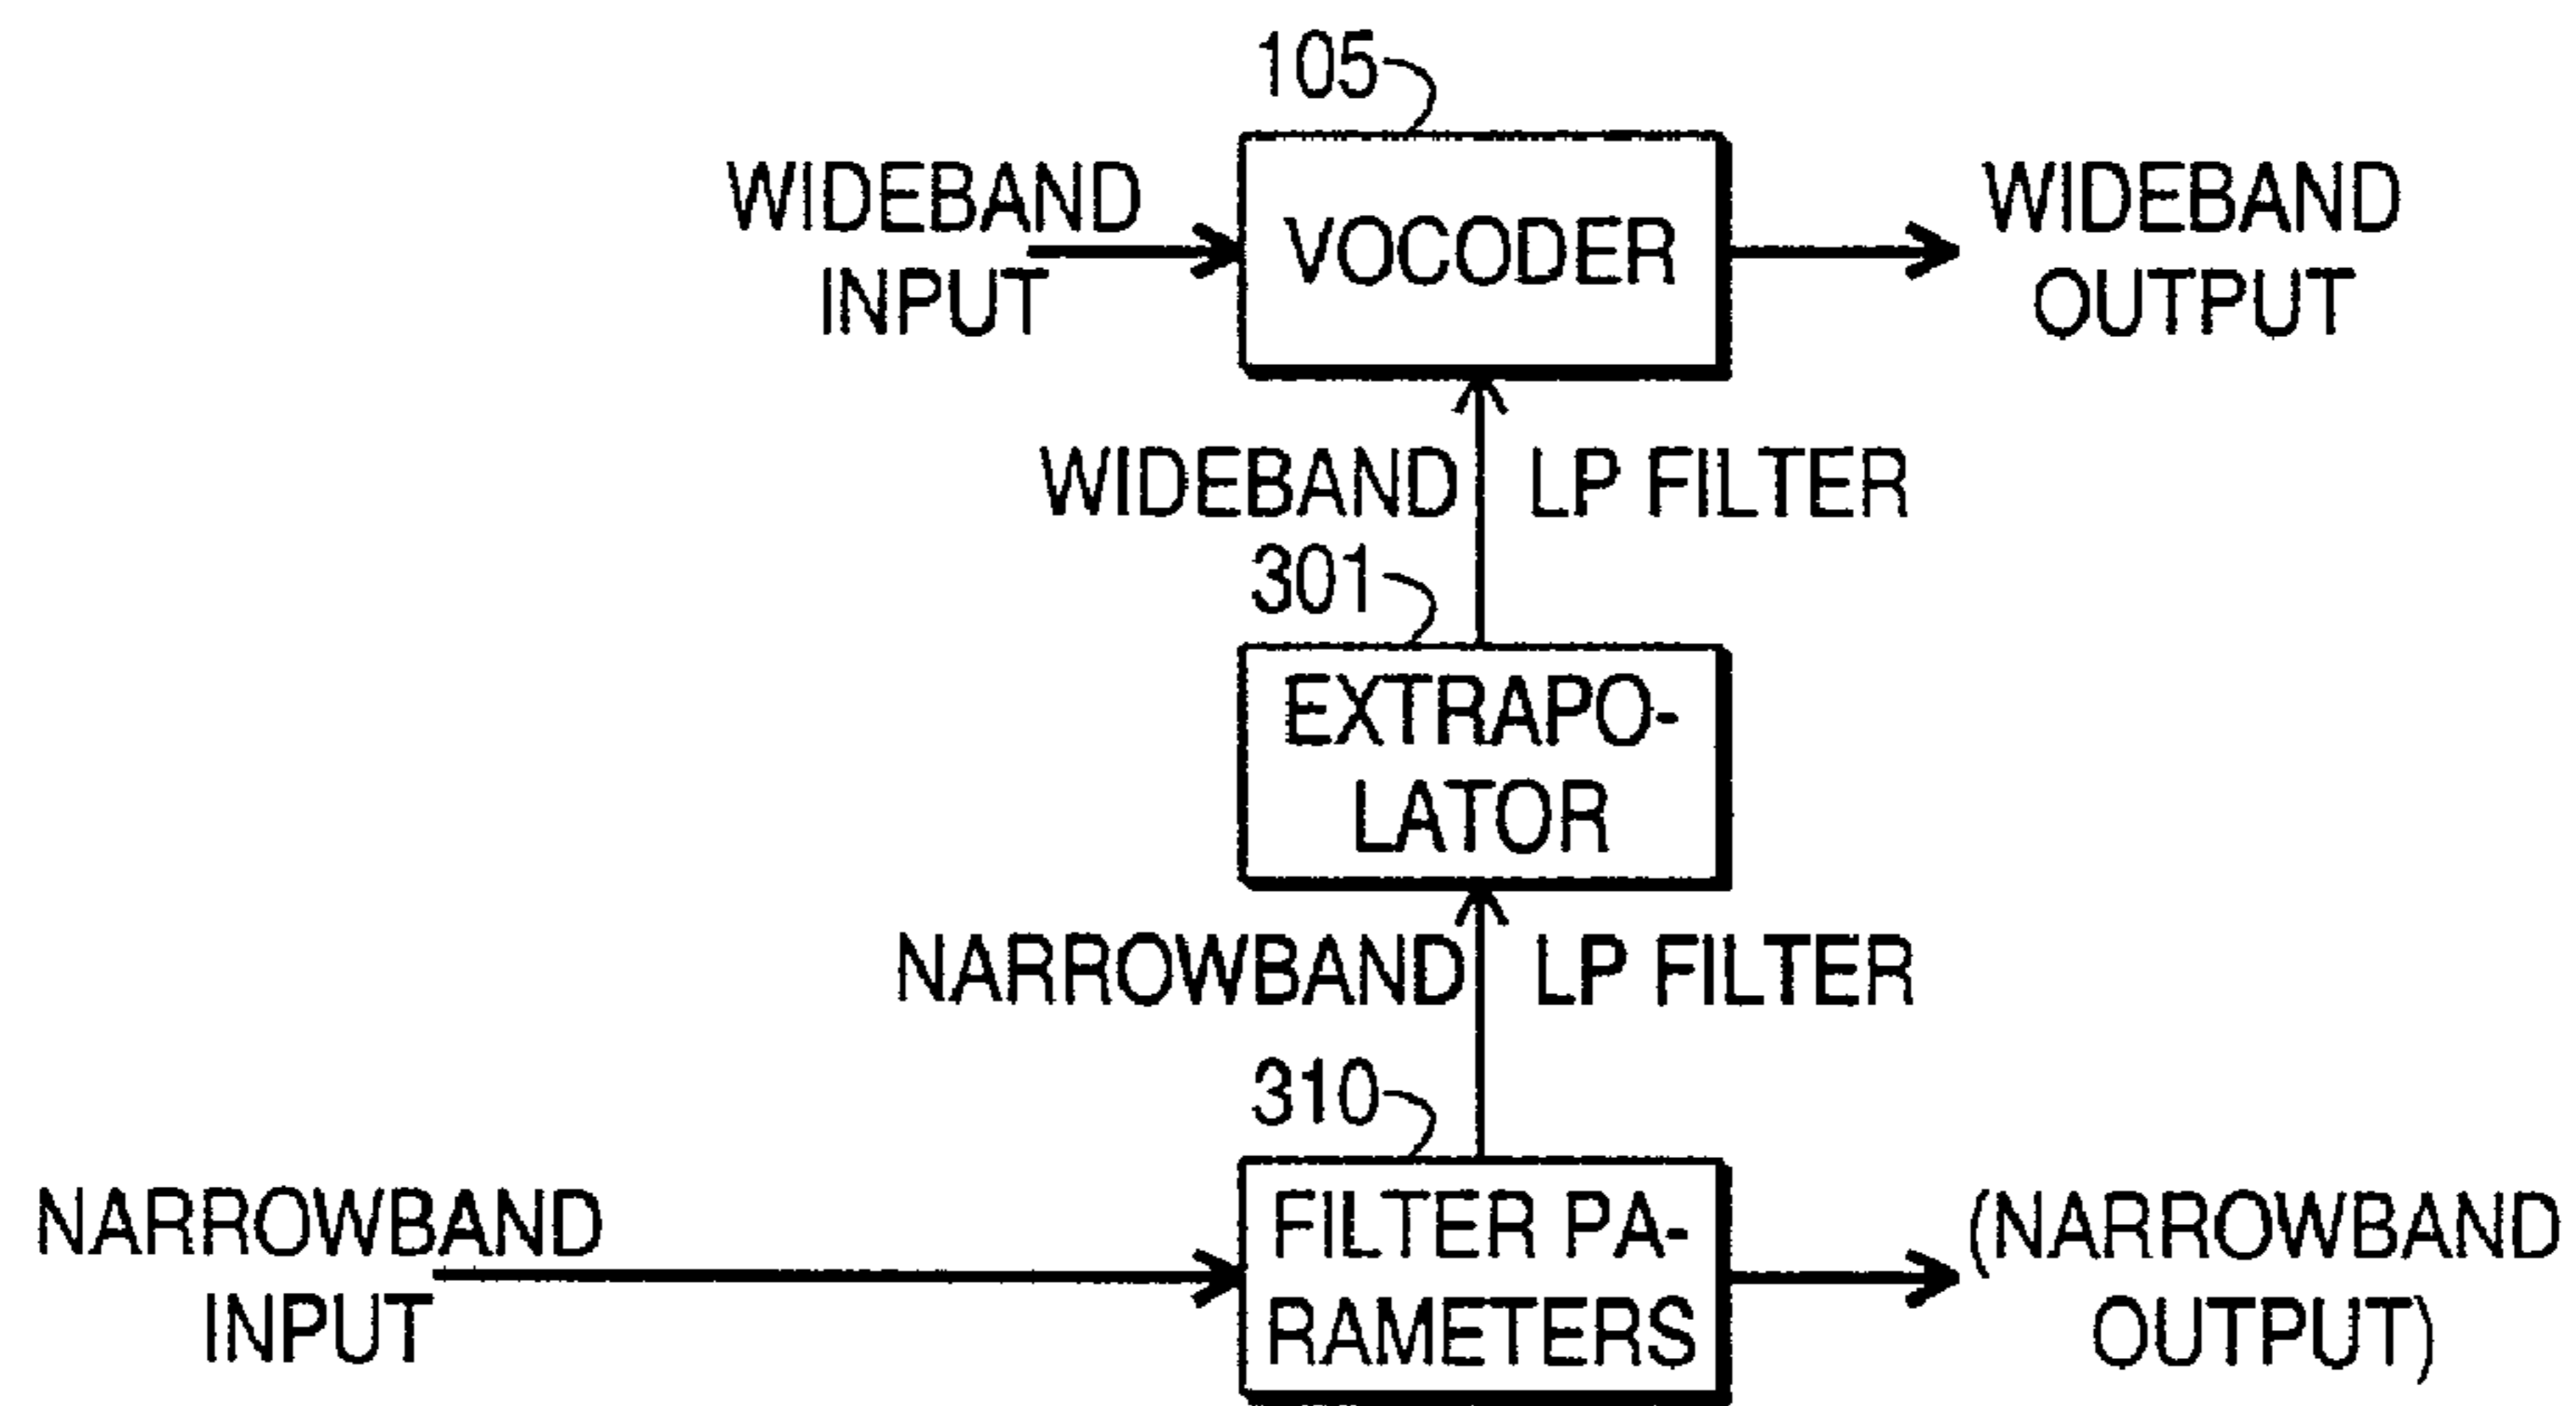 105
WIDEBAND
INPUT
VOCODER
WIDEBAND
OUTPUT
WIDEBAND LP FILTER
301
EXTRAPO-
LATOR
NARROWBAND LP FILTER
310
NARROWBAND
INPUT
FILTER PA-
RAMETERS
(NARROWBAND
OUTPUT)